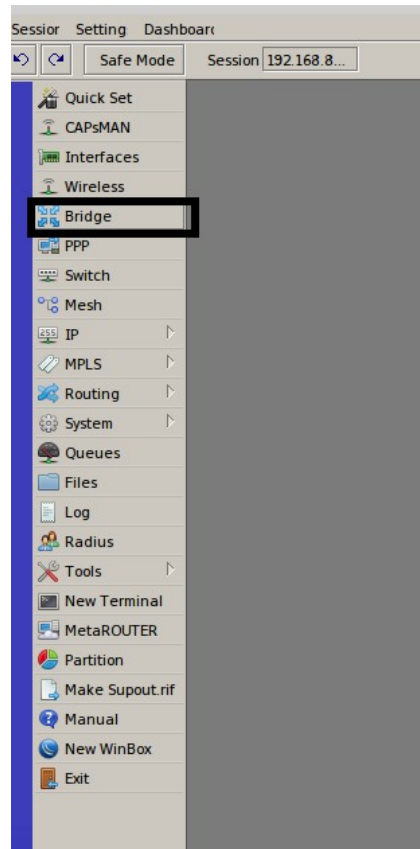 Sessior Setting Dashboar
Safe Mode Session 192.168.8...
Quick Set
CAPsMAN
Interfaces
Wireless
Bridge
PPP
Switch
Mesh
255 IP
MPLS
Routing
System
Queues
Files
Log
Radius
Tools
New Terminal
MetaROUTER
Partition
Make Supout.rif
Manual
New WinBox
Exit